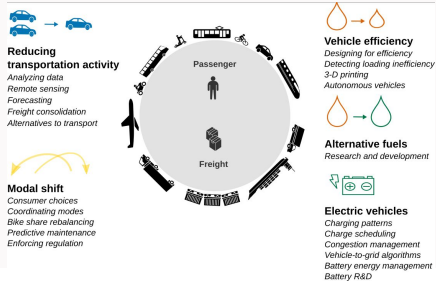 Reducing
transportation activity
Analyzing data
Remote sensing
Forecasting
Freight consolidation
Alternatives to transport
Modal shift
Consumer choices
Coordinating modes
Bike share rebalancing
Predictive maintenance
Enforcing regulation
Passenger
Freight
Vehicle efficiency
Designing for efficiency
Detecting loading inefficiency
3-D printing
Autonomous vehicles
Alternative fuels
Research and development
Electric vehicles
Charging patterns
Charge scheduling
Congestion management
Vehicle-to-grid algorithms
Battery energy management
Battery R&D